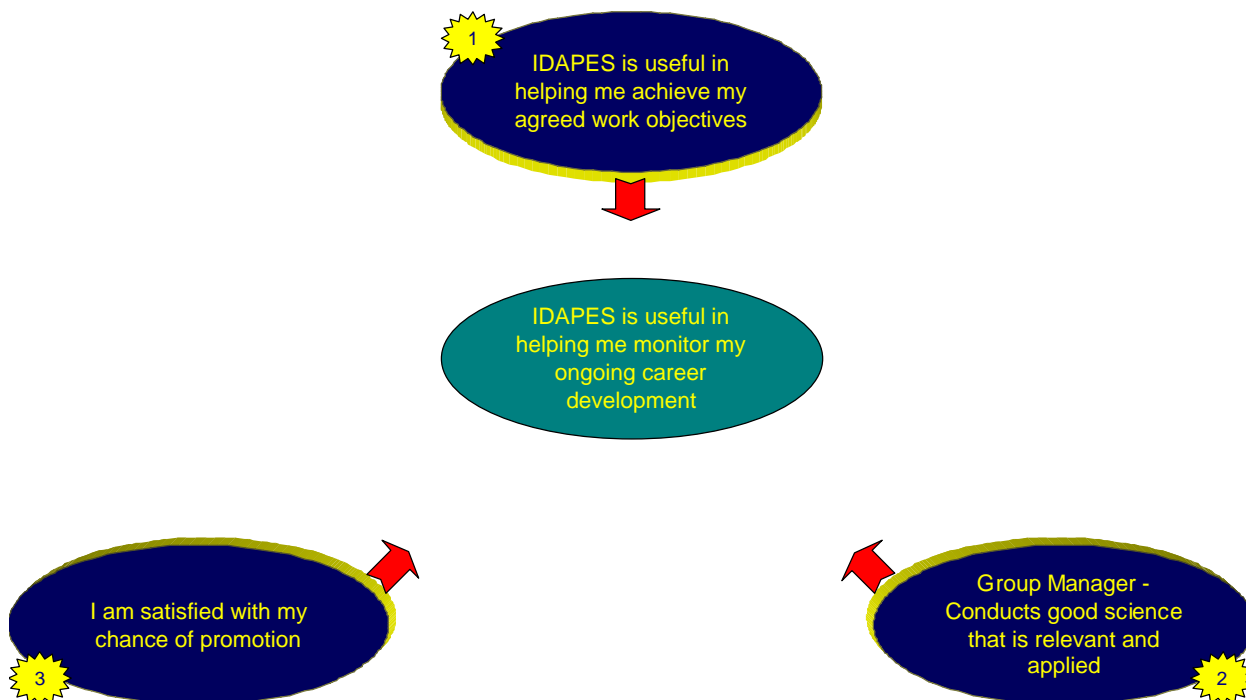 1
IDAPES is useful in
helping me achieve my
agreed work objectives
IDAPES is useful in
helping me monitor my
ongoing career
development
I am satisfied with my
chance of promotion
3
Group Manager -
Conducts good science
that is relevant and
applied
2